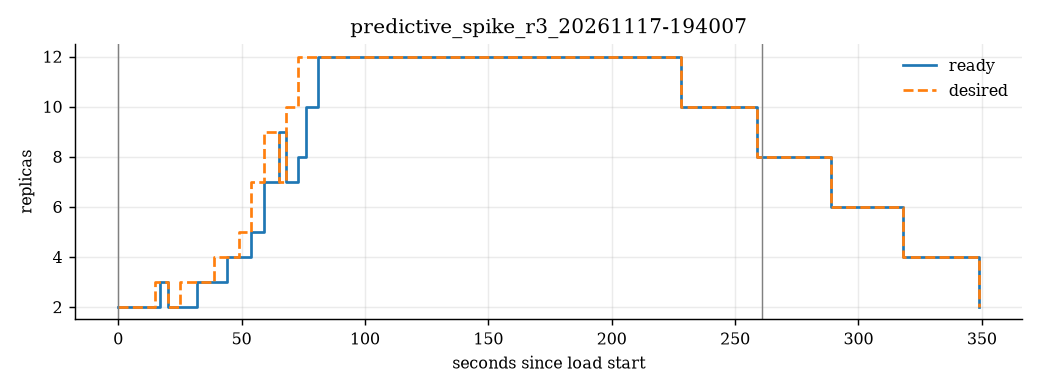 predictive_spike_r3_20261117-194007
replicas
12
10
8
6
4
2
ready
desired
0 50 100 150 200 250 300 350
seconds since load start